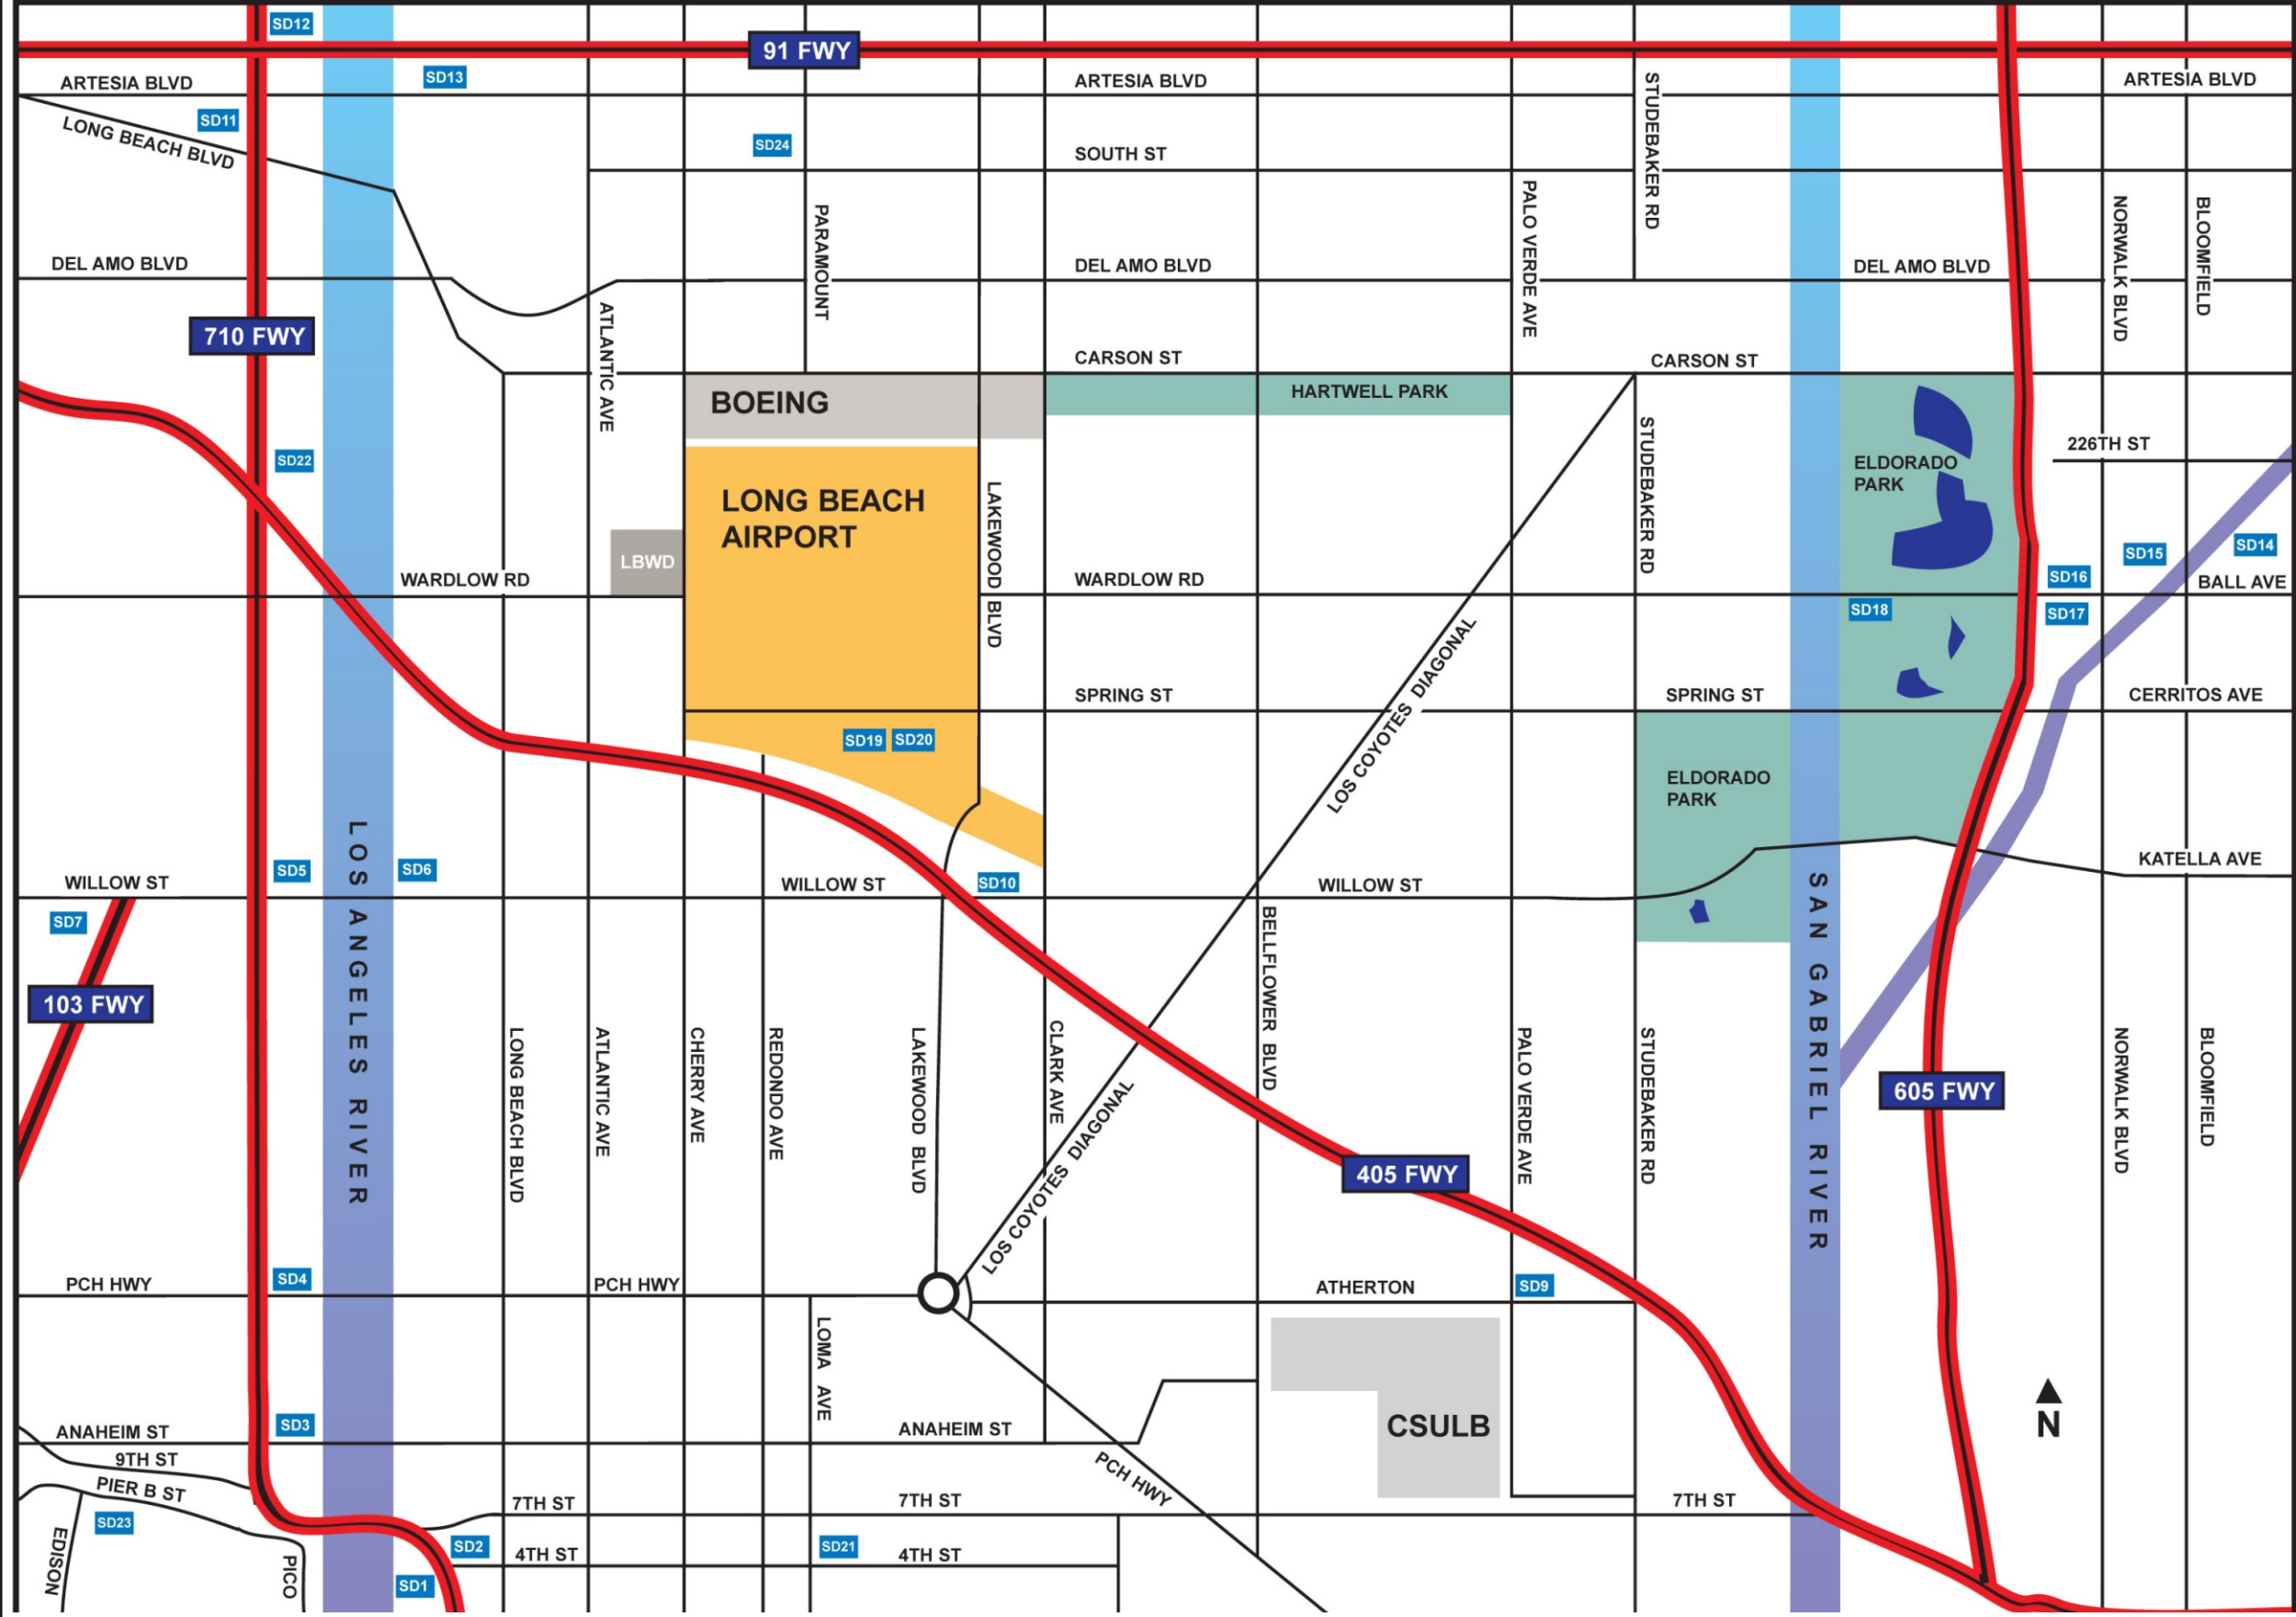 SD12
91 FWY
SD13
ARTESIA BLVD
ARTESIA BLVD
ARTESIA BLVD
STUDEBAKER RD
SD11
LONG BEACH BLVD
SD24
SOUTH ST
PARAMOUNT
PALO VERDE AVE
NORWALK BLVD
BLOOMFIELD
DEL AMO BLVD
DEL AMO BLVD
DEL AMO BLVD
710 FWY
ATLANTIC AVE
CARSON ST
CARSON ST
BOEING
HARTWELL PARK
STUDEBAKER RD
226TH ST
SD22
ELDORADO
PARK
LONG BEACH
AIRPORT
LAKEWOOD BLVD
LBWD
SD14
SD15
WARDLOW RD
WARDLOW RD
SD16
BALL AVE
SD18
SD17
LOS COYOTES DIAGONAL
SPRING ST
SPRING ST
CERRITOS AVE
SD19
SD20
ELDORADO
PARK
LOS ANGELES RIVER
SD5
SD6
KATELLA AVE
WILLOW ST
WILLOW ST
SD10
WILLOW ST
SAN GABRIEL RIVER
SD7
BELLFLOWER BLVD
103 FWY
LONG BEACH BLVD
ATLANTIC AVE
CHERRY AVE
REDONDO AVE
LAKEWOOD BLVD
CLARK AVE
LOS COYOTES DIAGONAL
PALO VERDE AVE
STUDEBAKER RD
NORWALK BLVD
BLOOMFIELD
605 FWY
405 FWY
PCH HWY
SD4
PCH HWY
ATHERTON
SD9
LOMA AVE
N
ANAHEIM ST
SD3
ANAHEIM ST
CSULB
9TH ST
PIER B ST
PCH HWY
7TH ST
7TH ST
7TH ST
SD23
EDISON
PICO
SD2
4TH ST
SD21
4TH ST
SD1